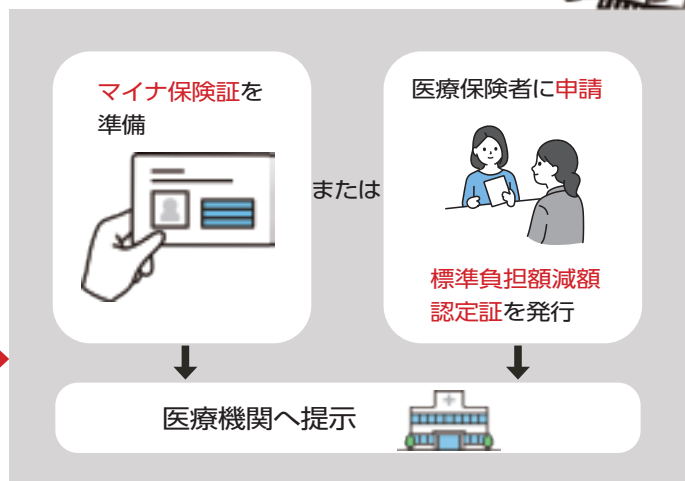 マイナ保険証を
準備
または
医療保険者に申請
標準負担額減額
認定証を発行
医療機関へ提示